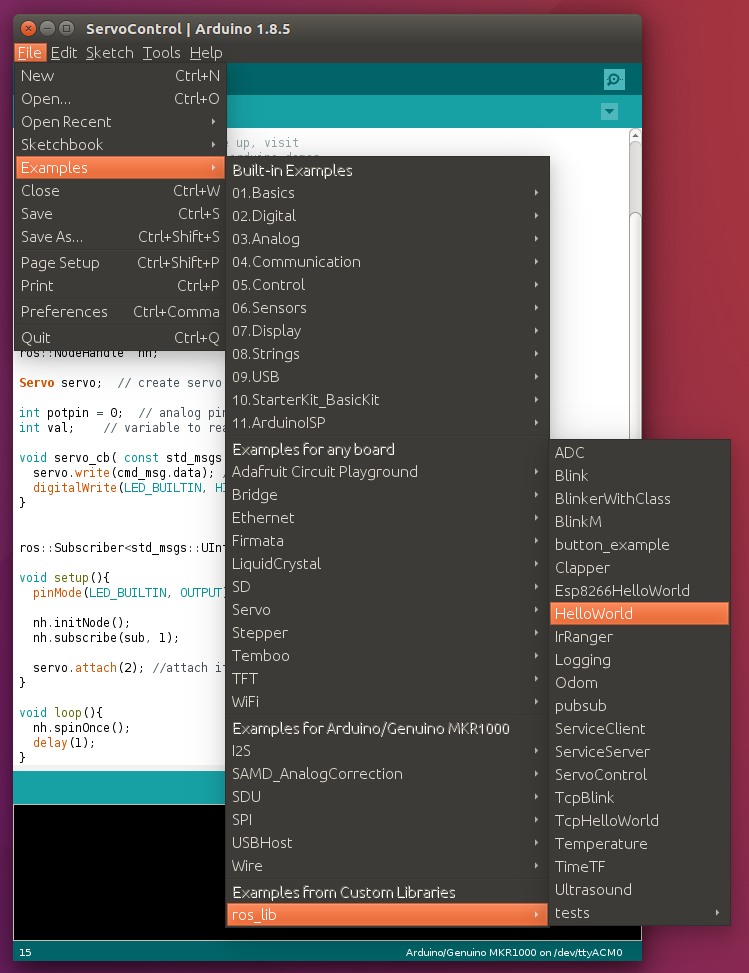 ServoControl | Arduino 1.8.5
File Edit Sketch Tools Help
New Ctrl+N
Open... Ctrl+O
Open Recent
Sketchbook
Examples
Close Ctrl+W
Save Ctrl+S
Save As... Ctrl+Shift+S
Page Setup Ctrl+Shift+P
Print Ctrl+P
Preferences Ctrl+Comma
Quit Ctrl+Q
up, visit
Built-in Examples
01.Basics
02.Digital
03.Analog
04.Communication
05.Control
06.Sensors
07.Display
08.Strings
09.USB
10.StarterKit_BasicKit
11.ArduinoISP
Examples for any board
Adafruit Circuit Playground
Bridge
Ethernet
Firmata
LiquidCrystal
SD
Servo
Stepper
Temboo
TFT
WiFi
Examples for Arduino/Genuino MKR1000
I2S
SAMD_AnalogCorrection
SDU
SPI
USBHost
Wire
Examples from Custom Libraries
ros_lib
ADC
Blink
BlinkerWithClass
BlinkM
button_example
Clapper
Esp8266HelloWorld
HelloWorld
IrRanger
Logging
Odom
pubsub
ServiceClient
ServiceServer
ServoControl
TcpBlink
TcpHelloWorld
Temperature
TimeTF
Ultrasound
tests
ros::NodeHandle nh;
Servo servo; // create servo
int potpin = 0; // analog pin
int val; // variable to rea
void servo_cb( const std_msgs
servo.write(cmd_msg.data); /
digitalWrite(LED_BUILTIN, HI
}
ros::Subscriber<std_msgs::UInt
void setup(){
pinMode(LED_BUILTIN, OUTPUT)
nh.initNode();
nh.subscribe(sub, 1);
servo.attach(2); //attach it
}
void loop(){
nh.spinOnce();
delay(1);
}
15 Arduino/Genuino MKR1000 on /dev/ttyACM0